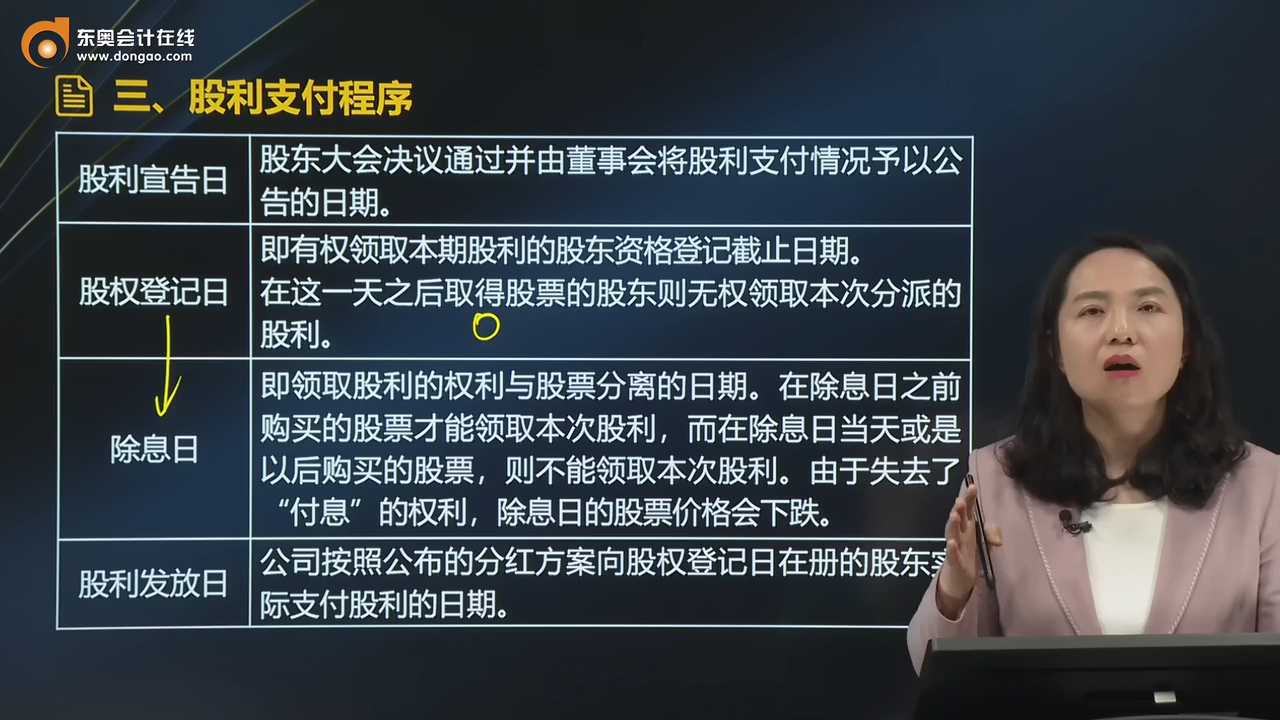 东奥会计在线
www.dongao.com
三、股利支付程序
股利宣告日
股东大会决议通过并由董事会将股利支付情况予以公
告的日期。
股权登记日
即有权领取本期股利的股东资格登记截止日期。
在这一天之后取得股票的股东则无权领取本次分派的
股利。
除息日
即领取股利的权利与股票分离的日期。在除息日之前
购买的股票才能领取本次股利，而在除息日当天或是
以后购买的股票，则不能领取本次股利。由于失去了
“付息”的权利，除息日的股票价格会下跌。
股利发放日
公司按照公布的分红方案向股权登记日在册的股东实
际支付股利的日期。